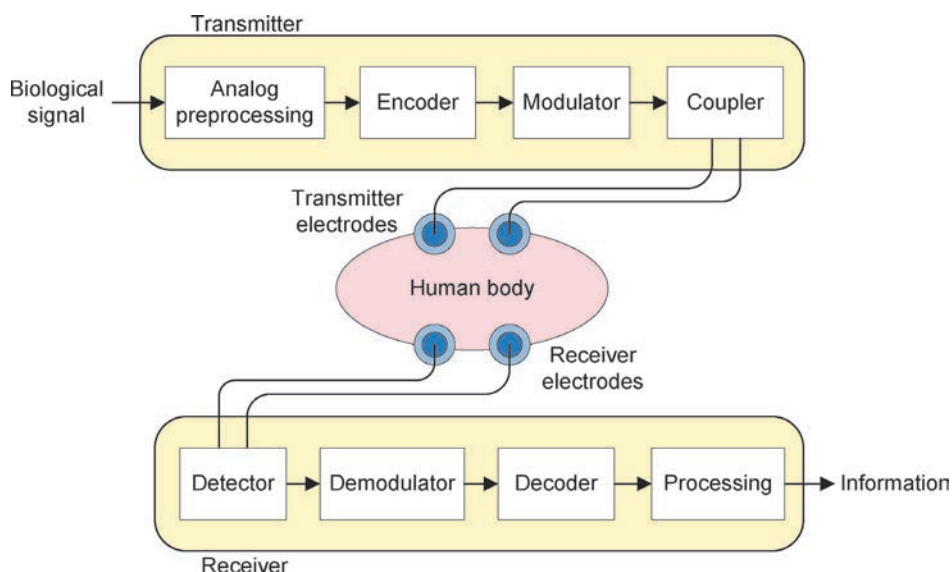 Transmitter
Biological
signal
Analog
preprocessing
Encoder
Modulator
Coupler
Transmitter
electrodes
Human body
Receiver
electrodes
Detector
Demodulator
Decoder
Processing
Information
Receiver